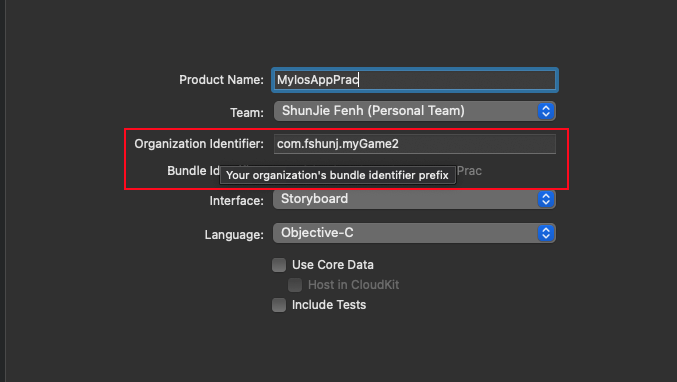 Product Name: MyIosAppPrac
Team: ShunJie Fenh (Personal Team)
Organization Identifier: com.fshunj.myGame2
Bundle Id Prac
Your organization's bundle identifier prefix
Interface: Storyboard
Language: Objective-C
Use Core Data
Host in CloudKit
Include Tests